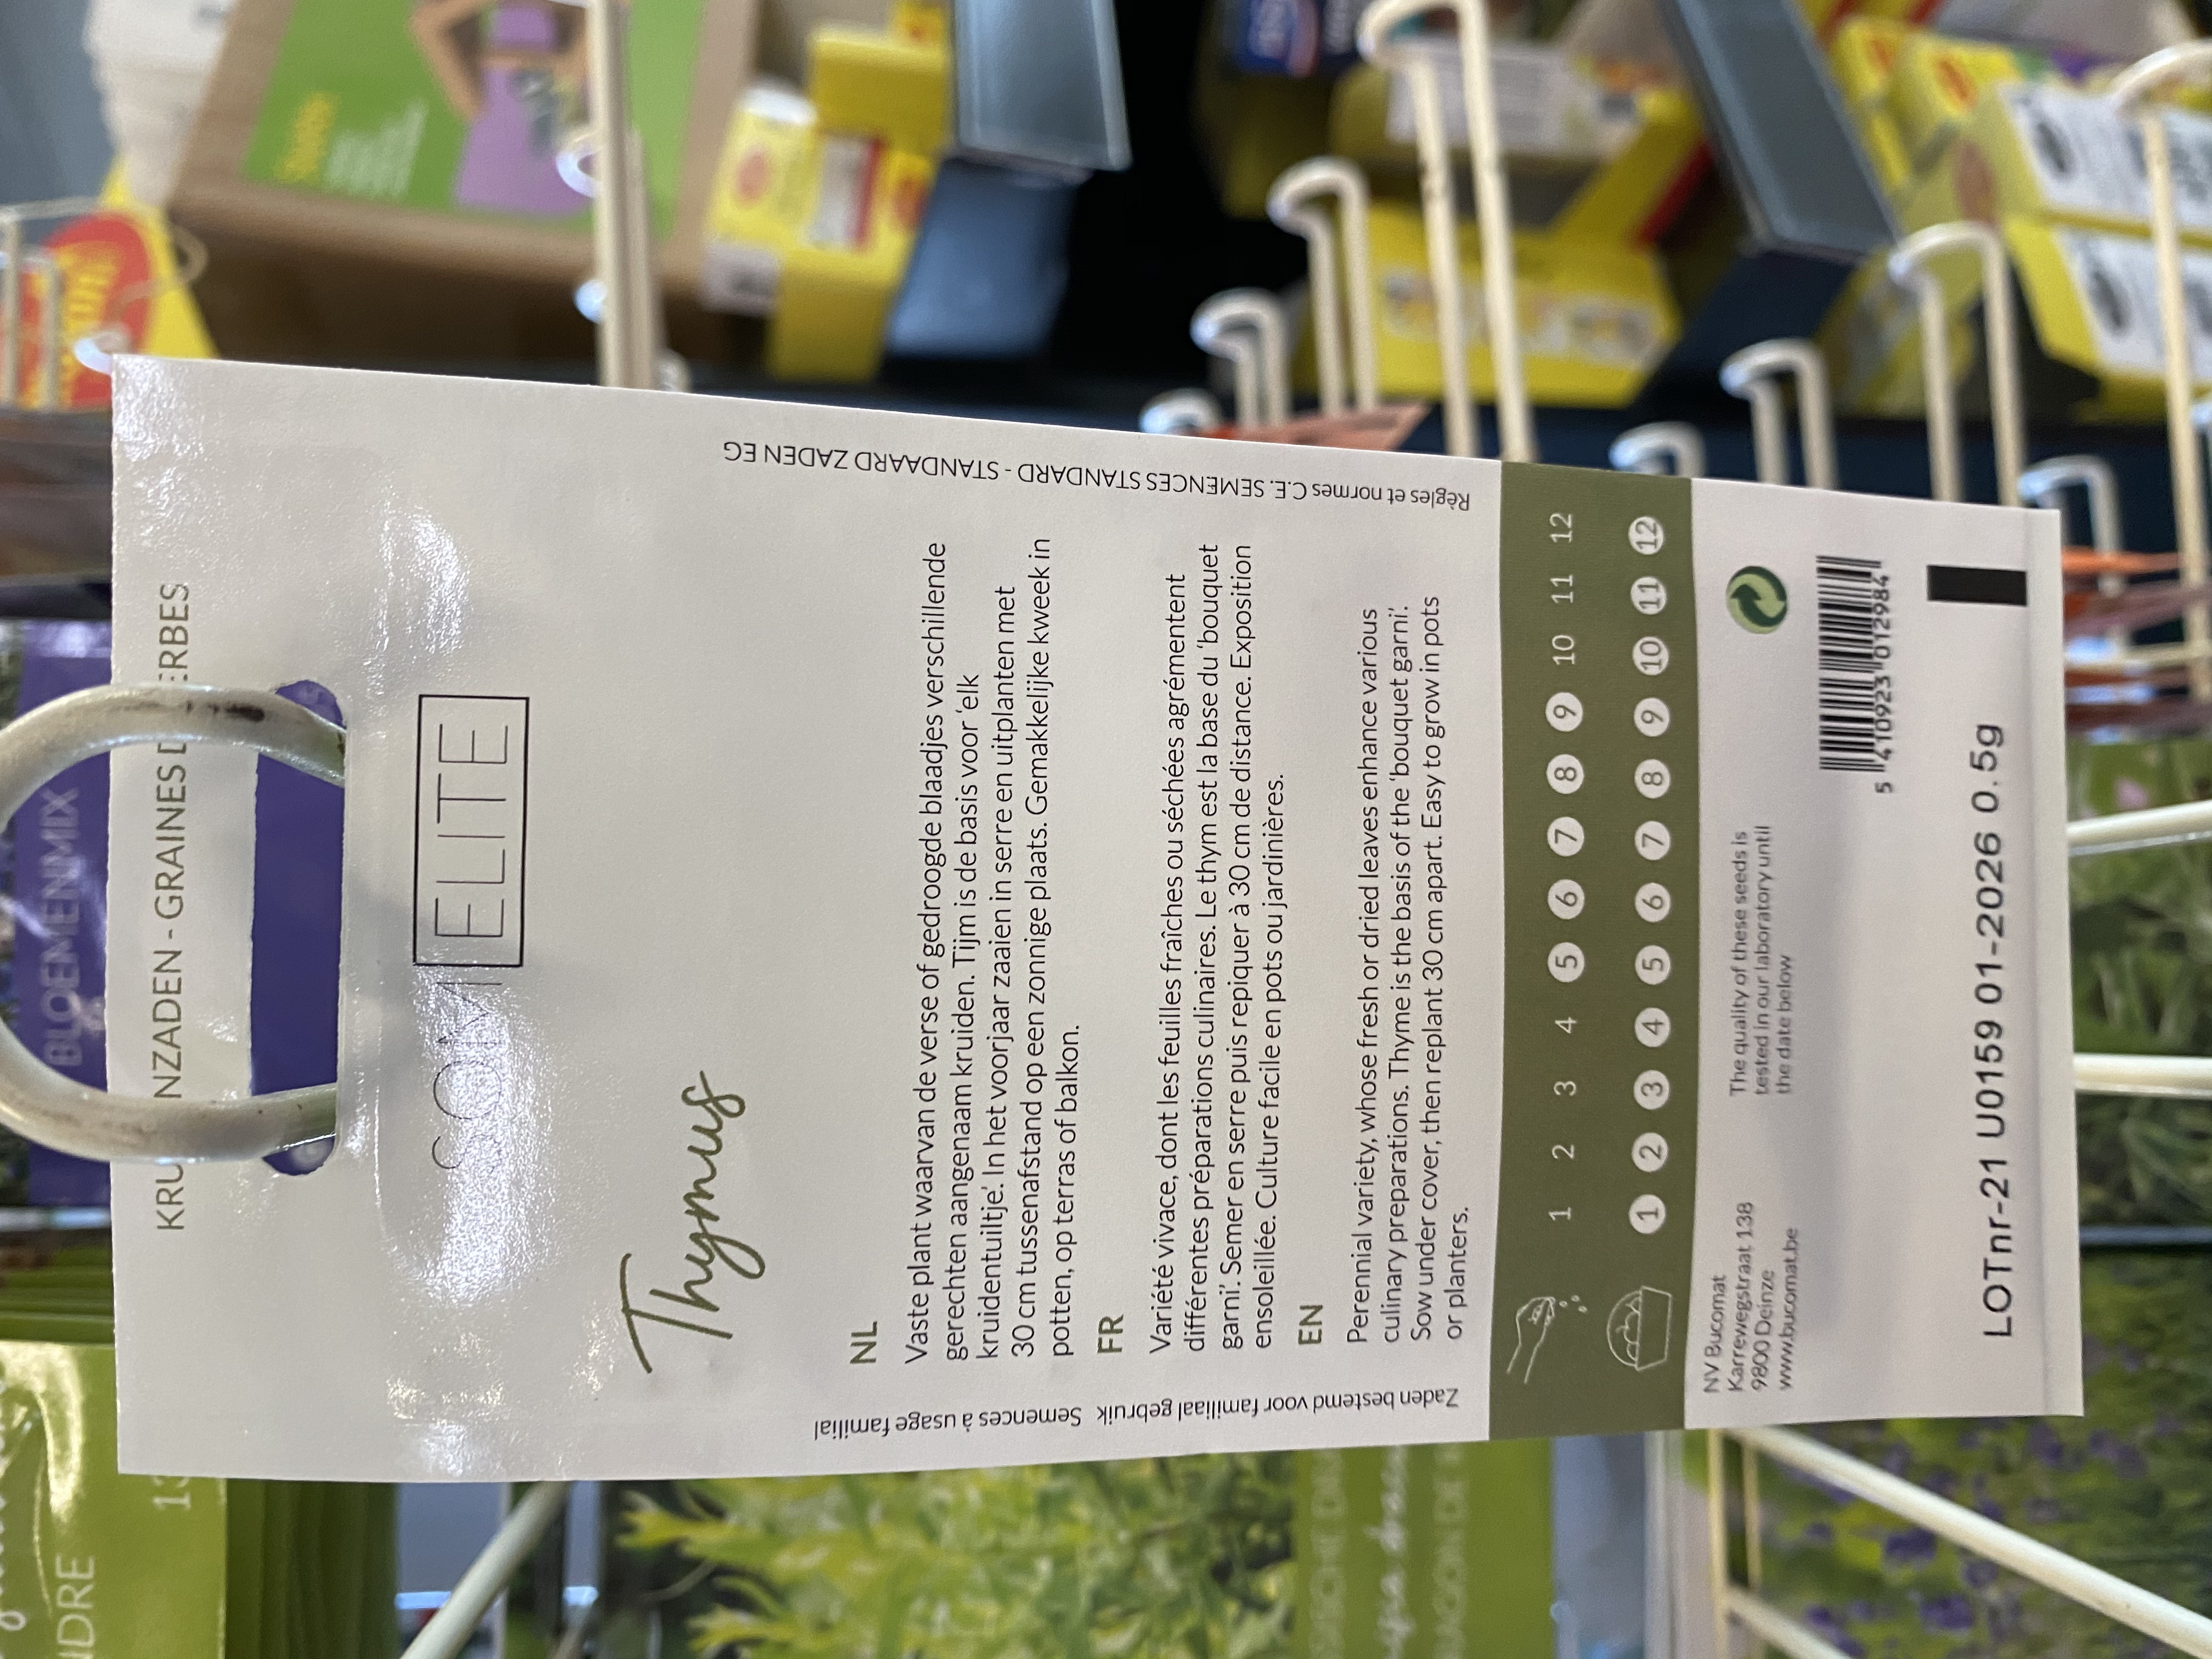 KRU NZADEN - GRAINES D ERBES
SOM ELITE
Thymus
NL
Vaste plant waarvan de verse of gedroogde blaadjes verschillende
gerechten aangenaam kruiden. Tijm is de basis voor ‘elk
kruidentuiltje’. In het voorjaar zaaien in serre en uitplanten met
30 cm tussenafstand op een zonnige plaats. Gemakkelijke kweek in
potten, op terras of balkon.
FR
Variété vivace, dont les feuilles fraîches ou séchées agrémentent
différentes préparations culinaires. Le thym est la base du ‘bouquet
garni’. Semer en serre puis repiquer à 30 cm de distance. Exposition
ensoleillée. Culture facile en pots ou jardinières.
EN
Perennial variety, whose fresh or dried leaves enhance various
culinary preparations. Thyme is the basis of the ‘bouquet garni’.
Sow under cover, then replant 30 cm apart. Easy to grow in pots
or planters.
Zaden bestemd voor familiaal gebruik Semences à usage familial
Règles et normes C.E. SEMENCES STANDARD - STANDAARD ZADEN EG
1 2 3 4 5 6 7 8 9 10 11 12
1 2 3 4 5 6 7 8 9 10 11 12
NV Bucomat
Karrewegstraat 138
9800 Deinze
www.bucomat.be
The quality of these seeds is
tested in our laboratory until
the date below
5 410923 012984
LOTnr-21 U0159 01-2026 0.5g
BLOEMENMIX
NDRE
13